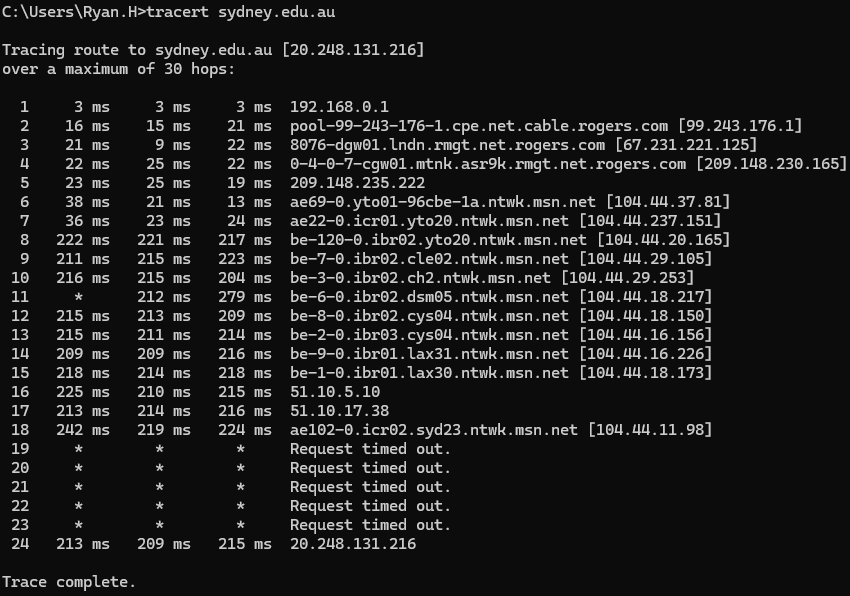 C:\Users\Ryan.H>tracert sydney.edu.au
Tracing route to sydney.edu.au [20.248.131.216]
over a maximum of 30 hops:
1 3 ms 3 ms 3 ms 192.168.0.1
2 16 ms 15 ms 21 ms pool-99-243-176-1.cpe.net.cable.rogers.com [99.243.176.1]
3 21 ms 9 ms 22 ms 8076-dgw01.lndn.rmgt.net.rogers.com [67.231.221.125]
4 22 ms 25 ms 22 ms 0-4-0-7-cgw01.mtnk.asr9k.rmgt.net.rogers.com [209.148.230.165]
5 23 ms 25 ms 19 ms 209.148.235.222
6 38 ms 21 ms 13 ms ae69-0.yto01-96cbe-1a.ntwk.msn.net [104.44.37.81]
7 36 ms 23 ms 24 ms ae22-0.icr01.yto20.ntwk.msn.net [104.44.237.151]
8 222 ms 221 ms 217 ms be-120-0.ibr02.yto20.ntwk.msn.net [104.44.20.165]
9 211 ms 215 ms 223 ms be-7-0.ibr02.cle02.ntwk.msn.net [104.44.29.105]
10 216 ms 215 ms 204 ms be-3-0.ibr02.ch2.ntwk.msn.net [104.44.29.253]
11 * 212 ms 279 ms be-6-0.ibr02.dsm05.ntwk.msn.net [104.44.18.217]
12 215 ms 213 ms 209 ms be-8-0.ibr02.cys04.ntwk.msn.net [104.44.18.150]
13 215 ms 211 ms 214 ms be-2-0.ibr03.cys04.ntwk.msn.net [104.44.16.156]
14 209 ms 209 ms 216 ms be-9-0.ibr01.lax31.ntwk.msn.net [104.44.16.226]
15 218 ms 214 ms 218 ms be-1-0.ibr01.lax30.ntwk.msn.net [104.44.18.173]
16 225 ms 210 ms 215 ms 51.10.5.10
17 213 ms 214 ms 216 ms 51.10.17.38
18 242 ms 219 ms 224 ms ae102-0.icr02.syd23.ntwk.msn.net [104.44.11.98]
19 * * * Request timed out.
20 * * * Request timed out.
21 * * * Request timed out.
22 * * * Request timed out.
23 * * * Request timed out.
24 213 ms 209 ms 215 ms 20.248.131.216
Trace complete.